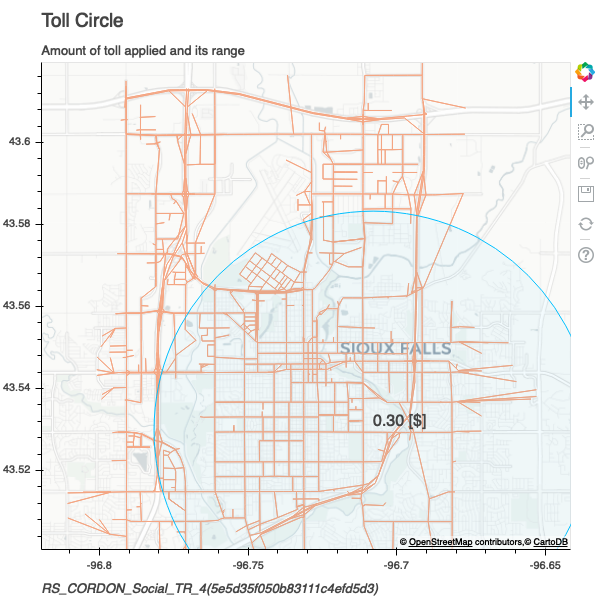 Toll Circle
Amount of toll applied and its range
43.6
43.58
43.56
SIOUX FALLS
43.54
0.30 [$]
43.52
© OpenStreetMap contributors,© CartoDB
-96.8
-96.75
-96.7
-96.65
RS_CORDON_Social_TR_4(5e5d35f050b83111c4efd5d3)